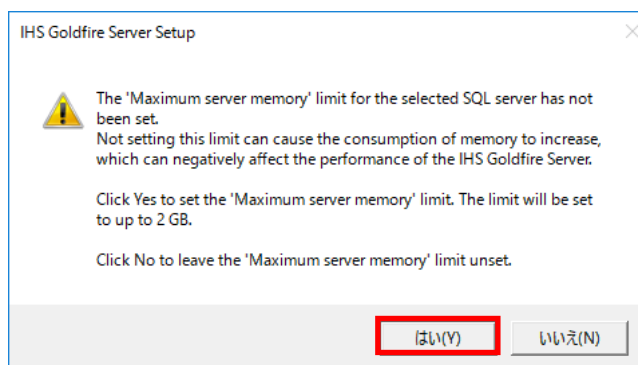 IHS Goldfire Server Setup
The 'Maximum server memory' limit for the selected SQL server has not
been set.
Not setting this limit can cause the consumption of memory to increase,
which can negatively affect the performance of the IHS Goldfire Server.
Click Yes to set the 'Maximum server memory' limit. The limit will be set
to up to 2 GB.
Click No to leave the 'Maximum server memory' limit unset.
はい(Y)
いいえ(N)